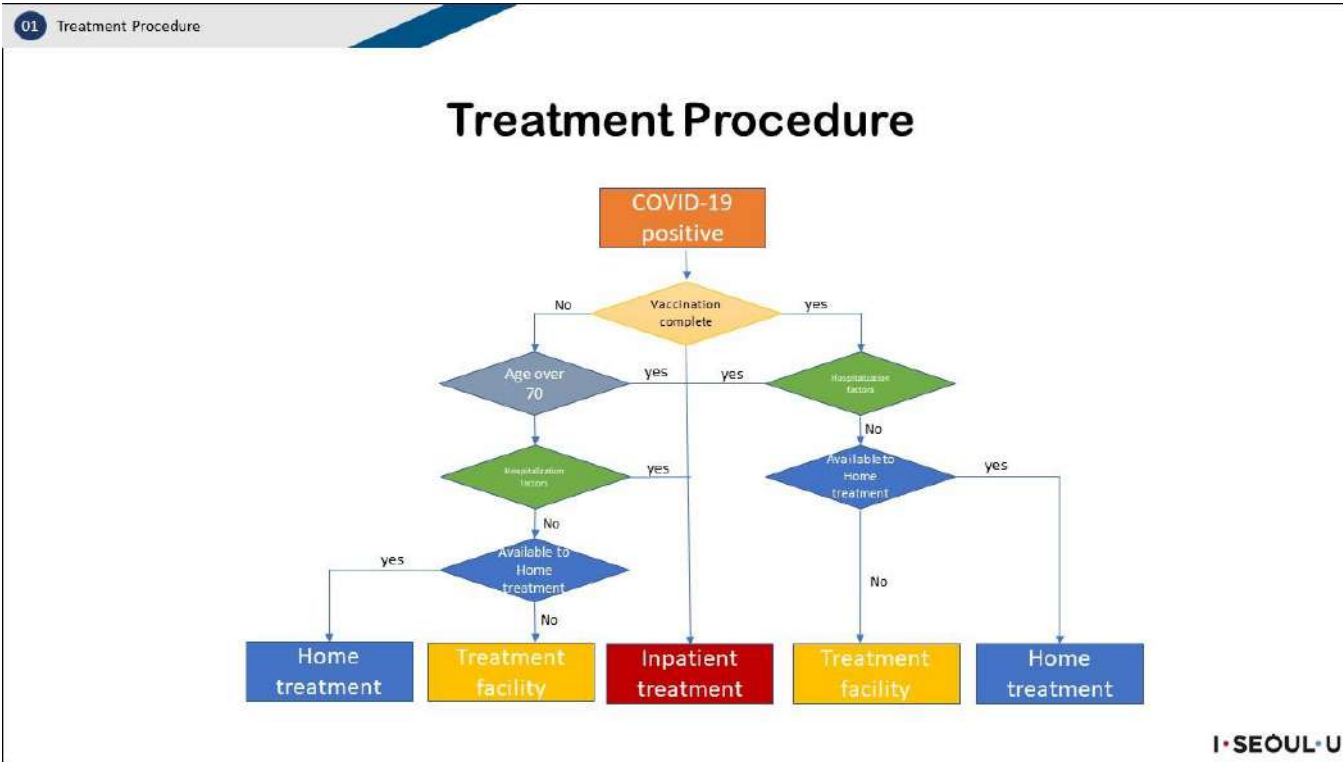 01 Treatment Procedure
Treatment Procedure
COVID-19
positive
Vaccination
complete
No
yes
Age over
70
yes
yes
Hospitalization
factors
No
Hospitalization
factors
yes
Available to
Home
treatment
yes
No
Available to
Home
treatment
yes
No
No
Home
treatment
Treatment
facility
Inpatient
treatment
Treatment
facility
Home
treatment
I·SEOUL·U